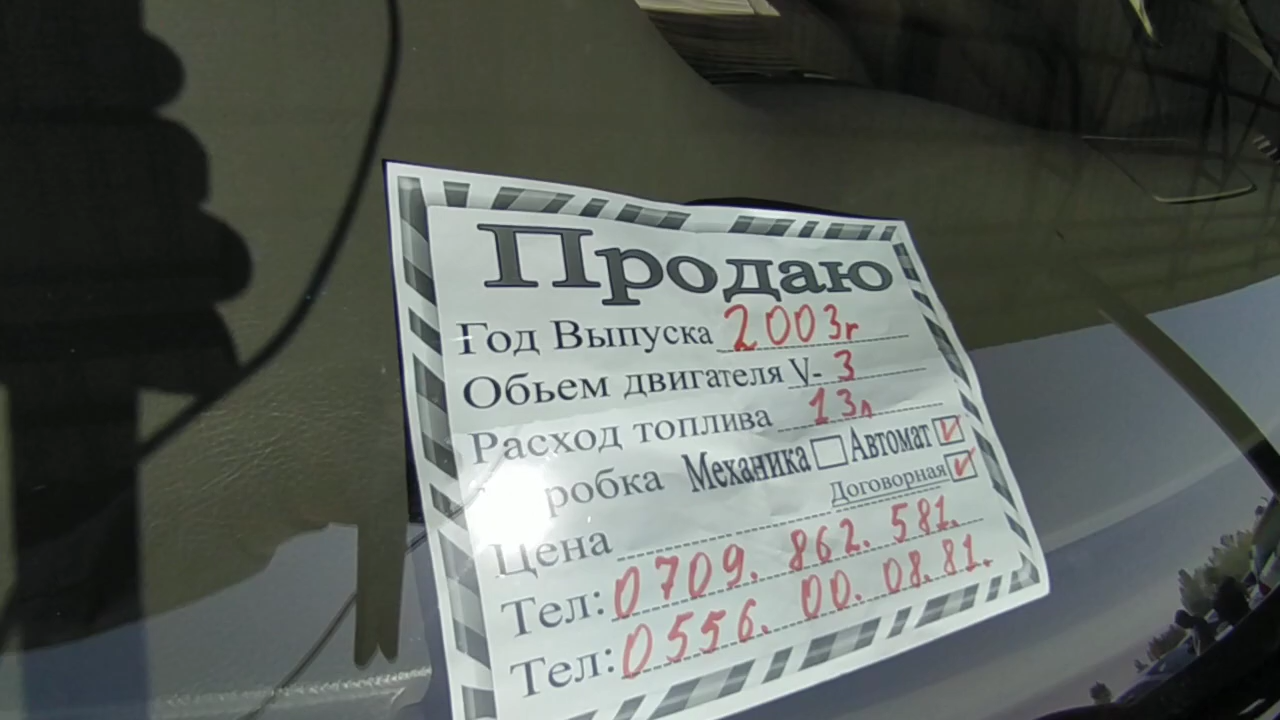 Продаю
Год Выпуска 2003г
Обьем двигателя V- 3
Расход топлива 13л
робка Механика Автомат
Договорная
Цена
Тел: 0709. 862. 581.
Тел: 0556. 00. 08. 81.